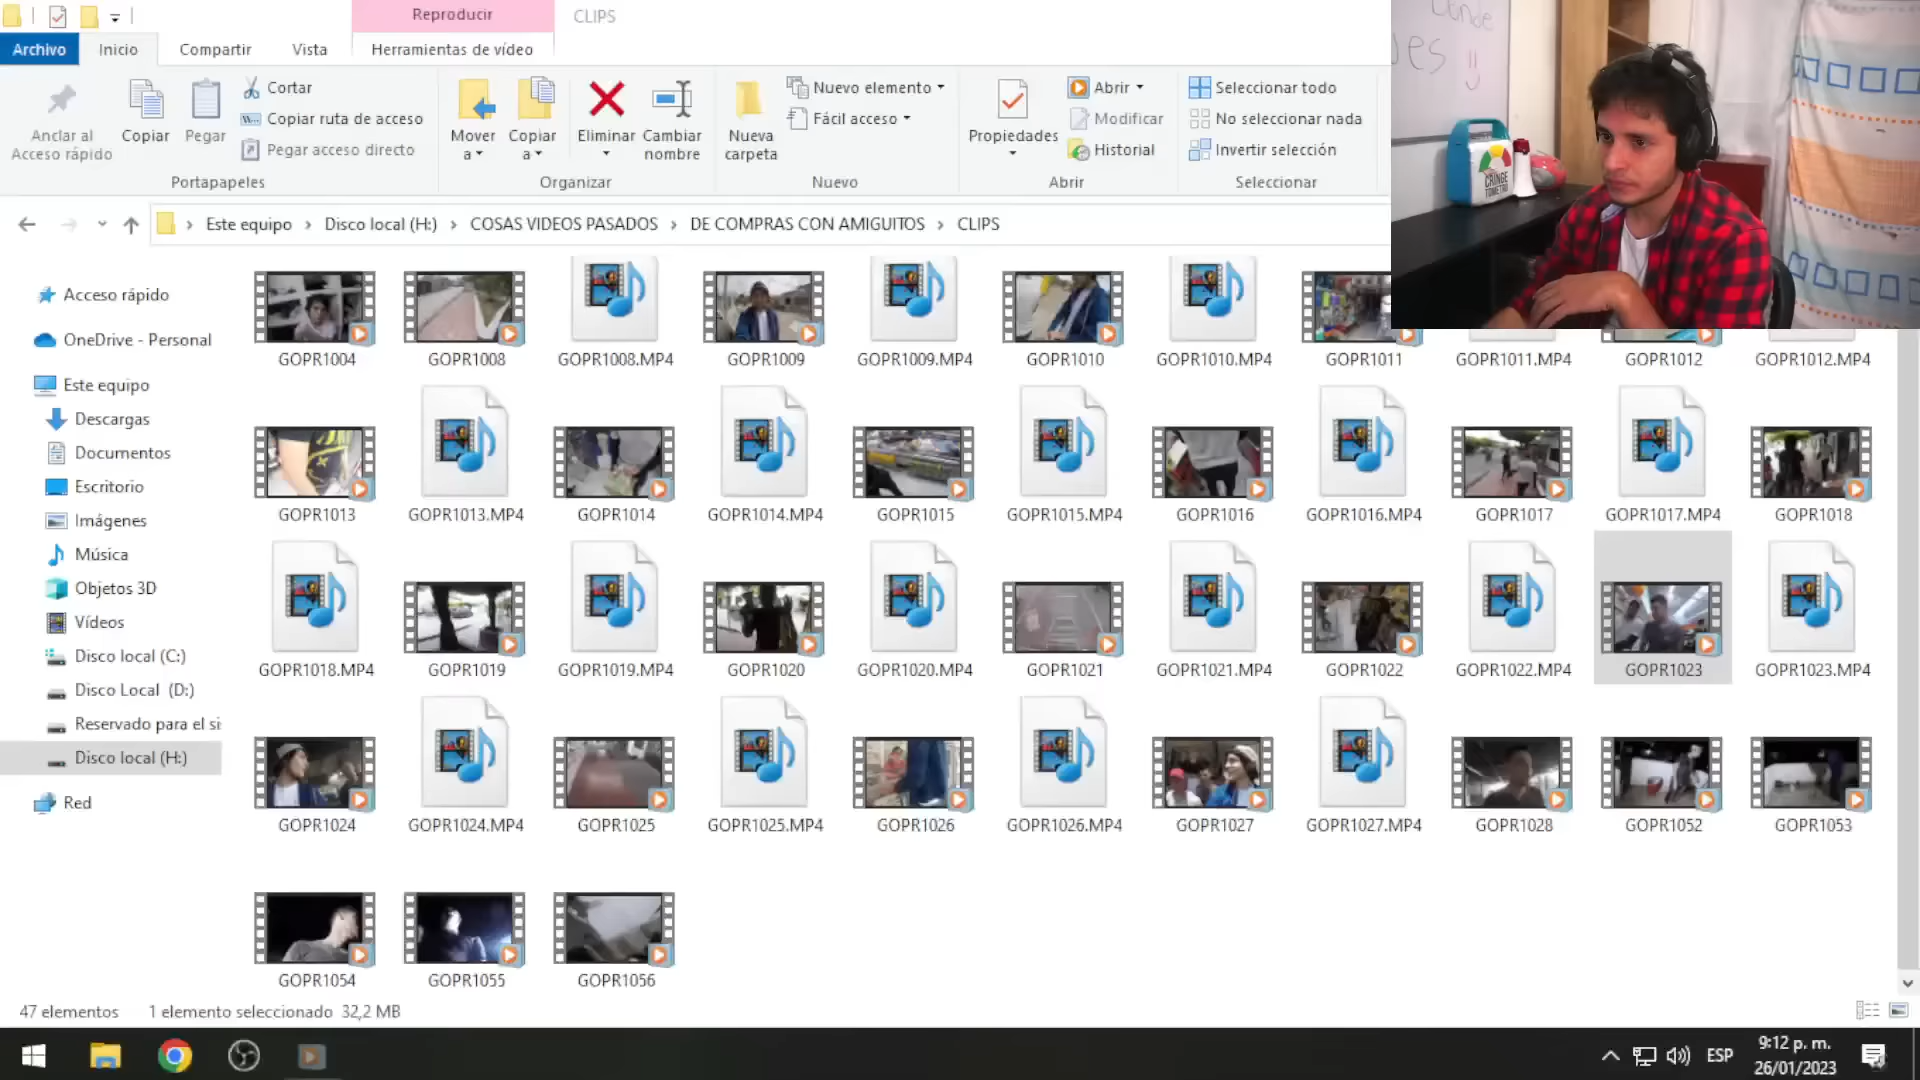 Reproducir
CLIPS
Archivo
Inicio
Compartir
Vista
Herramientas de vídeo
Anclar al
Acceso rápido
Copiar
Pegar
Cortar
Copiar ruta de acceso
Pegar acceso directo
Portapapeles
Mover
a
Copiar
a
Eliminar
Cambiar
nombre
Organizar
Nueva
carpeta
Nuevo elemento
Fácil acceso
Nuevo
Propiedades
Abrir
Modificar
Historial
Abrir
Seleccionar todo
No seleccionar nada
Invertir selección
Seleccionar
CRINGE
TOMETRO
Este equipo > Disco local (H:) > COSAS VIDEOS PASADOS > DE COMPRAS CON AMIGUITOS > CLIPS
Acceso rápido
OneDrive - Personal
Este equipo
Descargas
Documentos
Escritorio
Imágenes
Música
Objetos 3D
Vídeos
Disco local (C:)
Disco Local (D:)
Reservado para el si
Disco local (H:)
Red
GOPR1004 GOPR1008 GOPR1008.MP4 GOPR1009 GOPR1009.MP4 GOPR1010 GOPR1010.MP4 GOPR1011 GOPR1011.MP4 GOPR1012 GOPR1012.MP4
GOPR1013 GOPR1013.MP4 GOPR1014 GOPR1014.MP4 GOPR1015 GOPR1015.MP4 GOPR1016 GOPR1016.MP4 GOPR1017 GOPR1017.MP4 GOPR1018
GOPR1018.MP4 GOPR1019 GOPR1019.MP4 GOPR1020 GOPR1020.MP4 GOPR1021 GOPR1021.MP4 GOPR1022 GOPR1022.MP4 GOPR1023 GOPR1023.MP4
GOPR1024 GOPR1024.MP4 GOPR1025 GOPR1025.MP4 GOPR1026 GOPR1026.MP4 GOPR1027 GOPR1027.MP4 GOPR1028 GOPR1052 GOPR1053
GOPR1054 GOPR1055 GOPR1056
47 elementos 1 elemento seleccionado 32,2 MB
ESP
9:12 p. m.
26/01/2023